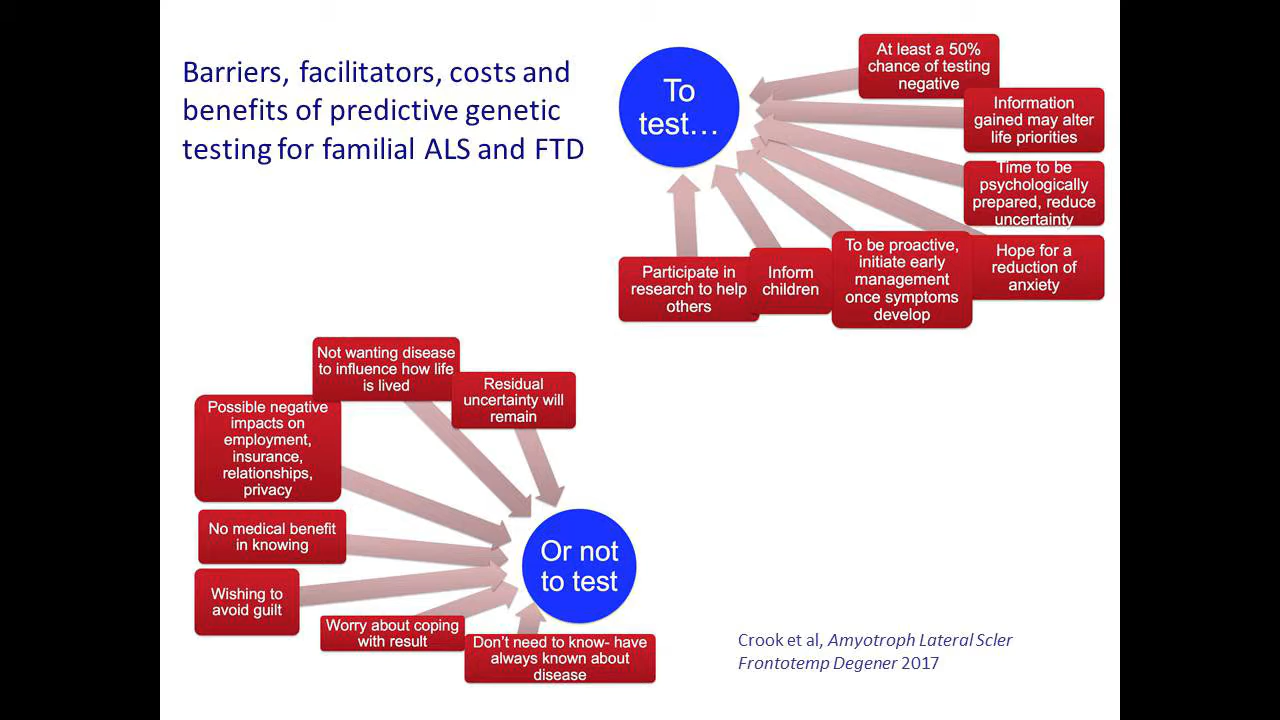 Barriers, facilitators, costs and
benefits of predictive genetic
testing for familial ALS and FTD
To
test…
At least a 50%
chance of testing
negative
Information
gained may alter
life priorities
Time to be
psychologically
prepared, reduce
uncertainty
Hope for a
reduction of
anxiety
To be proactive,
initiate early
management
once symptoms
develop
Inform
children
Participate in
research to help
others
Not wanting disease
to influence how life
is lived
Residual
uncertainty will
remain
Possible negative
impacts on
employment,
insurance,
relationships,
privacy
No medical benefit
in knowing
Wishing to
avoid guilt
Worry about coping
with result
Don’t need to know- have
always known about
disease
Or not
to test
Crook et al, Amyotroph Lateral Scler
Frontotemp Degener 2017